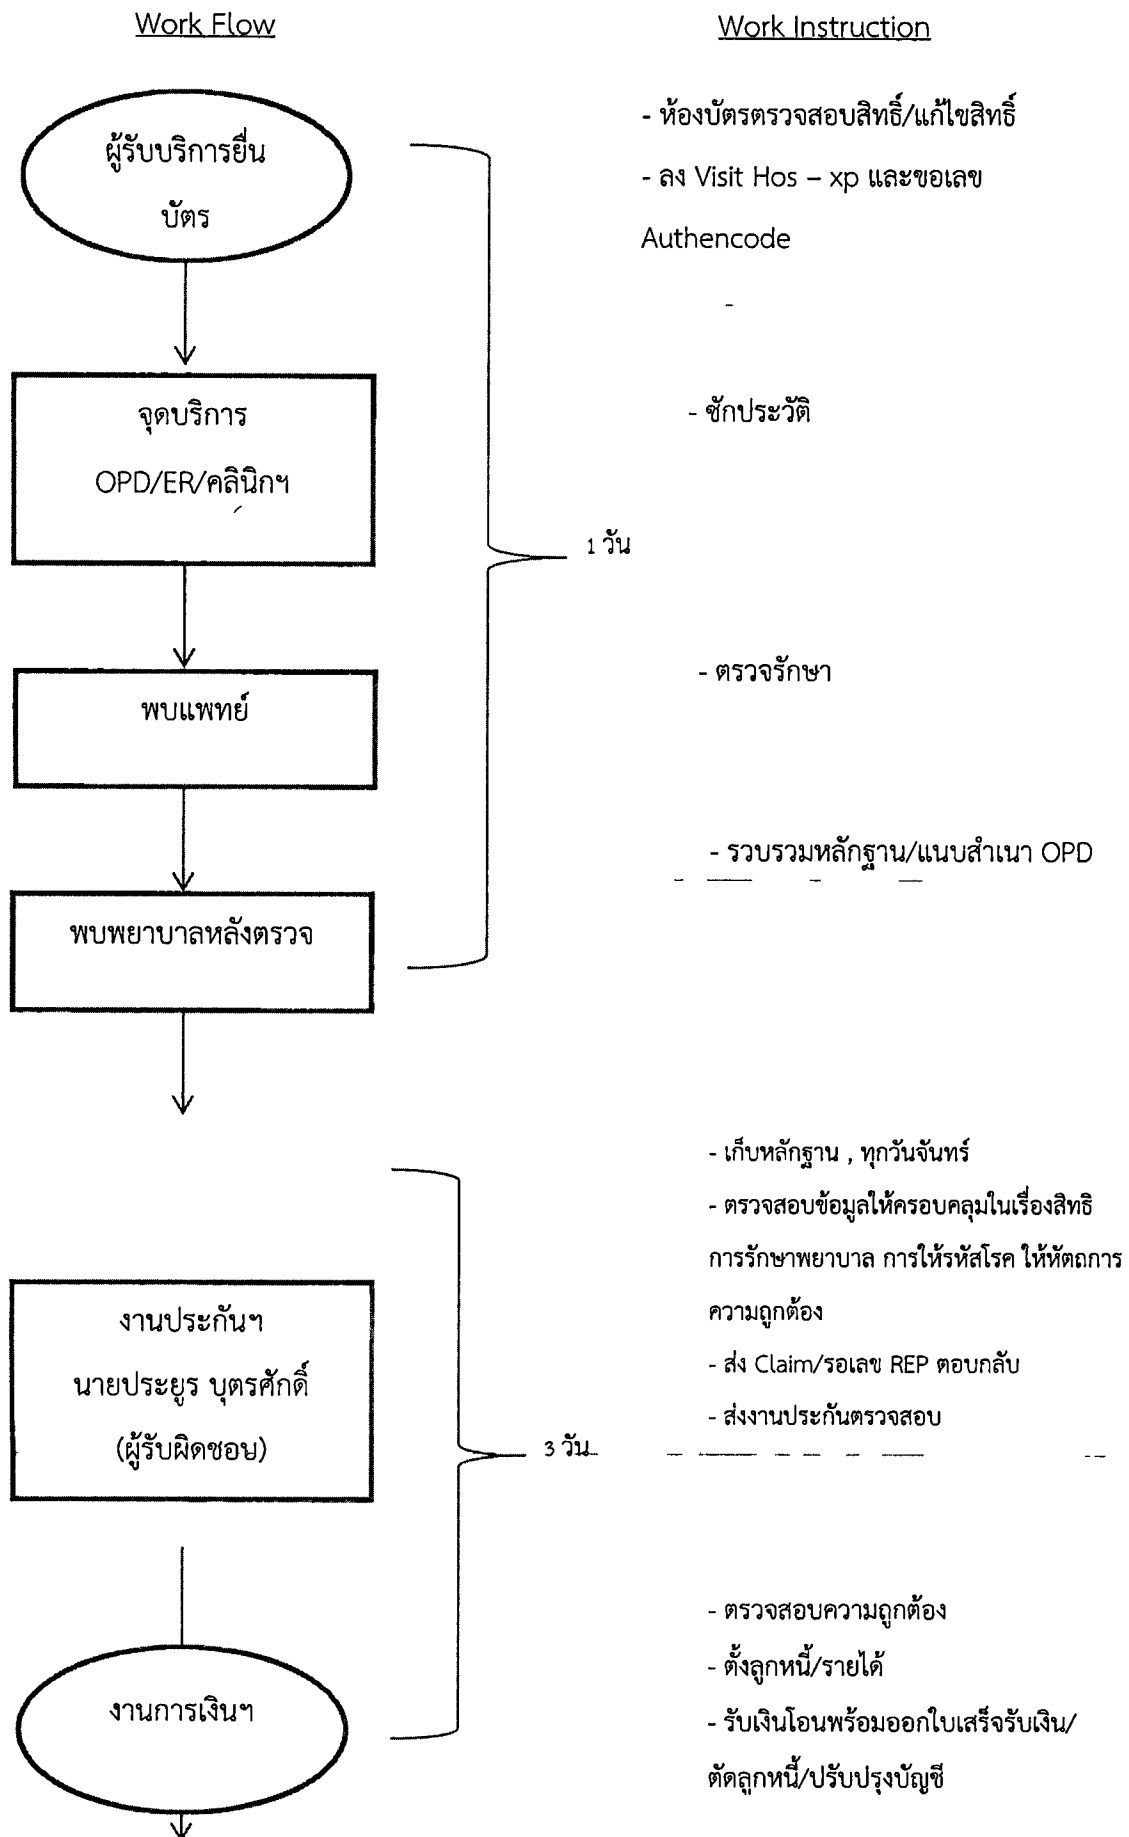 Work Flow
Work Instruction
ผู้รับบริการยื่น
บัตร
- ห้องบัตรตรวจสอบสิทธิ์/แก้ไขสิทธิ์
- ลง Visit Hos – xp และขอเลข
Authencode
-
จุดบริการ
OPD/ER/คลินิกฯ
- ซักประวัติ
1 วัน
พบแพทย์
- ตรวจรักษา
พบพยาบาลหลังตรวจ
- รวบรวมหลักฐาน/แนบสำเนา OPD
งานประกันฯ
นายประยูร บุตรศักดิ์
(ผู้รับผิดชอบ)
- เก็บหลักฐาน , ทุกวันจันทร์
- ตรวจสอบข้อมูลให้ครอบคลุมในเรื่องสิทธิ
การรักษาพยาบาล การให้รหัสโรค ให้หัตถการ
ความถูกต้อง
- ส่ง Claim/รอเลข REP ตอบกลับ
- ส่งงานประกันตรวจสอบ
3 วัน
งานการเงินฯ
- ตรวจสอบความถูกต้อง
- ตั้งลูกหนี้/รายได้
- รับเงินโอนพร้อมออกใบเสร็จรับเงิน/
ตัดลูกหนี้/ปรับปรุงบัญชี